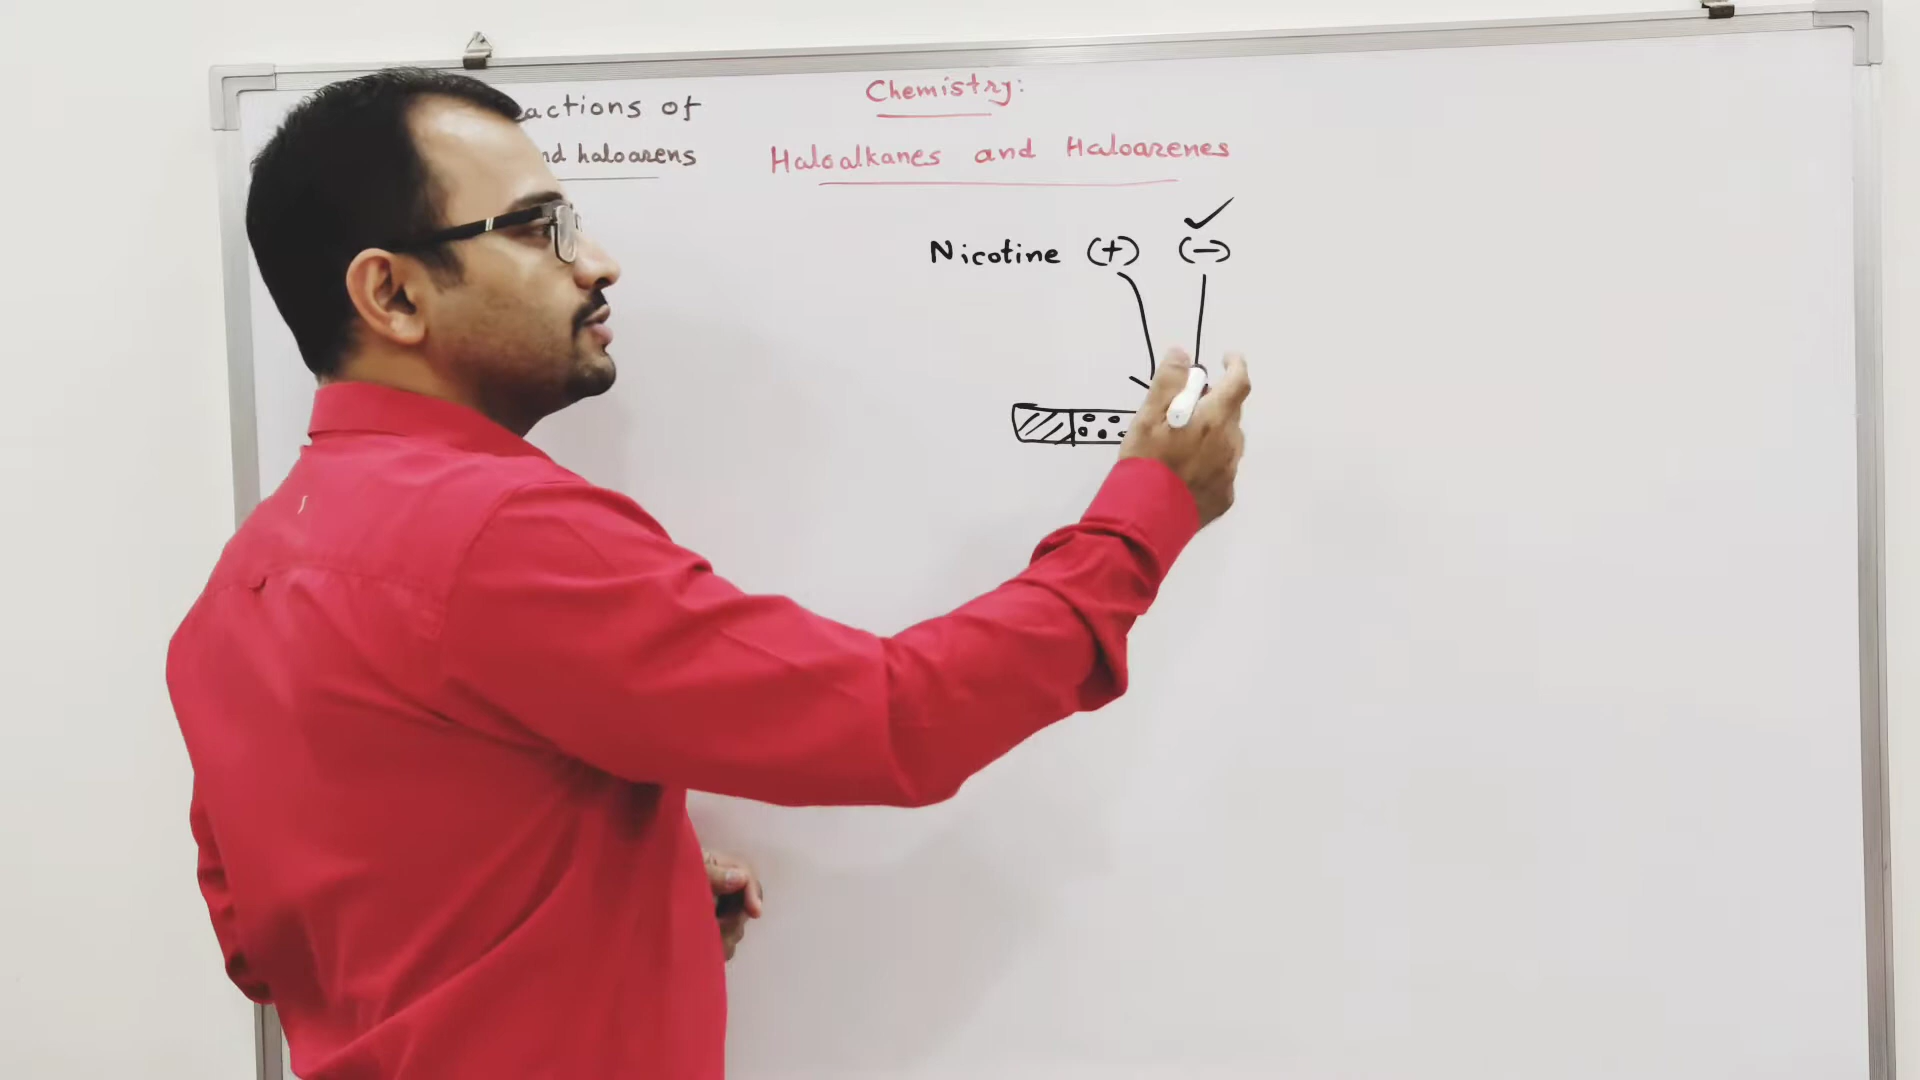 actions of
nd haloarens
Chemistry:
Haloalkanes and Haloarenes
Nicotine (+) (-)